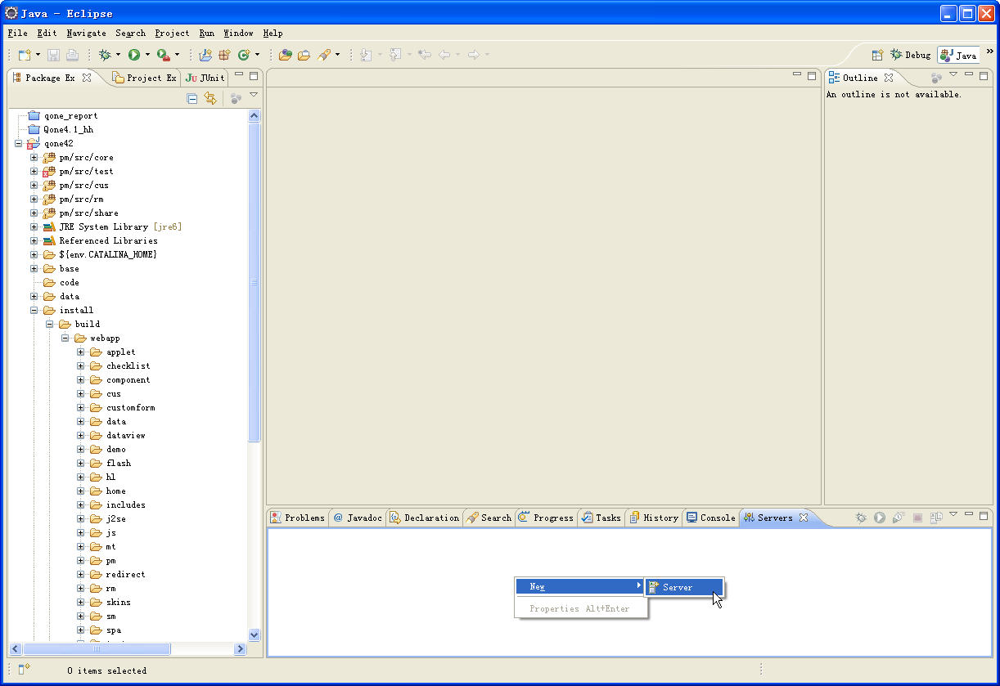 Java - Eclipse
File Edit Navigate Search Project Run Window Help
Debug Java »
Package Ex Project Ex JUnit
Outline
An outline is not available.
qone_report
Qone4.1_hh
qone42
pm/src/core
pm/src/test
pm/src/cus
pm/src/rm
pm/src/share
JRE System Library [jre6]
Referenced Libraries
${env.CATALINA_HOME}
base
code
data
install
build
webapp
applet
checklist
component
cus
customform
data
dataview
demo
flash
hl
home
includes
j2se
js
mt
pm
redirect
rm
skins
sm
spa
Problems @ Javadoc Declaration Search Progress Tasks History Console Servers
New Server
Properties Alt+Enter
0 items selected